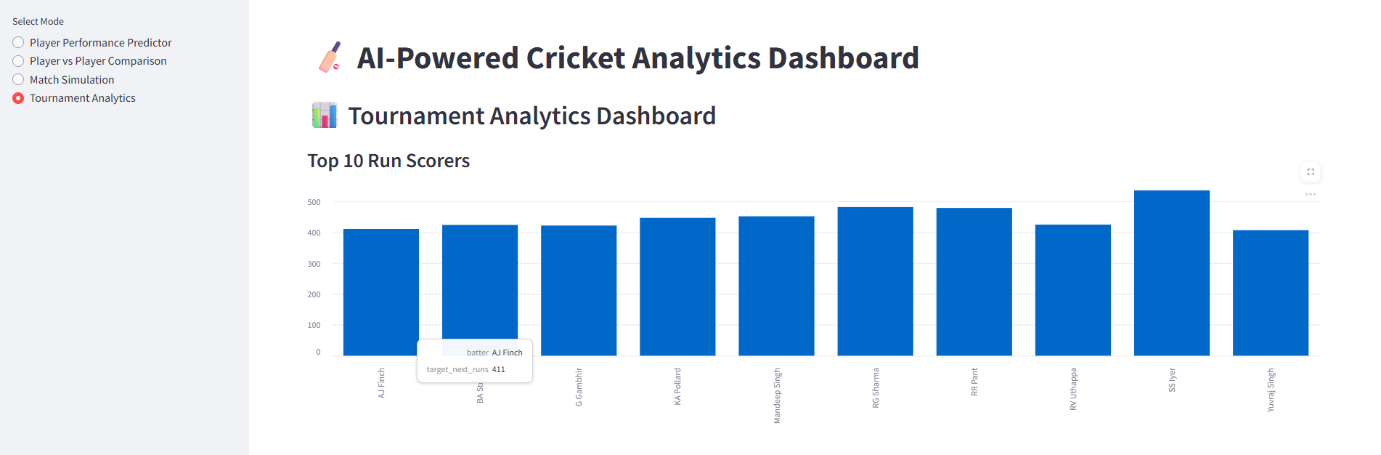 Select Mode
Player Performance Predictor
Player vs Player Comparison
Match Simulation
Tournament Analytics
AI-Powered Cricket Analytics Dashboard
Tournament Analytics Dashboard
Top 10 Run Scorers
500
400
300
200
100
0
batter AJ Finch
target_next_runs 411
AJ Finch
BA
G Gambhir
KA Pollard
Mandeep Singh
RG Sharma
RR Pant
RV Uthappa
SS Iyer
Yuvraj Singh